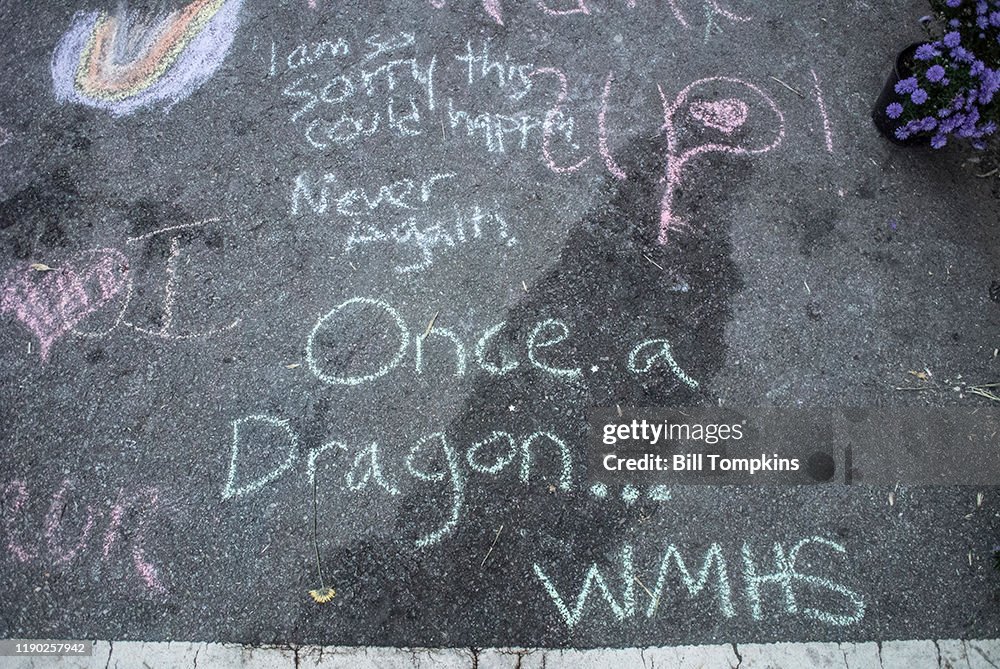 I am so
sorry this
could happen
Never
again!
I
Once a
Dragon...
WMHS
gettyimages
Credit: Bill Tompkins
1190257942